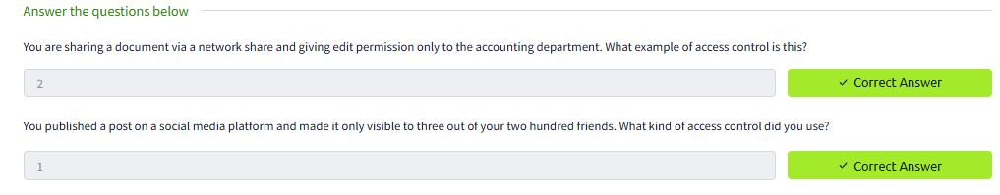 Answer the questions below
You are sharing a document via a network share and giving edit permission only to the accounting department. What example of access control is this?
2
✓ Correct Answer
You published a post on a social media platform and made it only visible to three out of your two hundred friends. What kind of access control did you use?
1
✓ Correct Answer